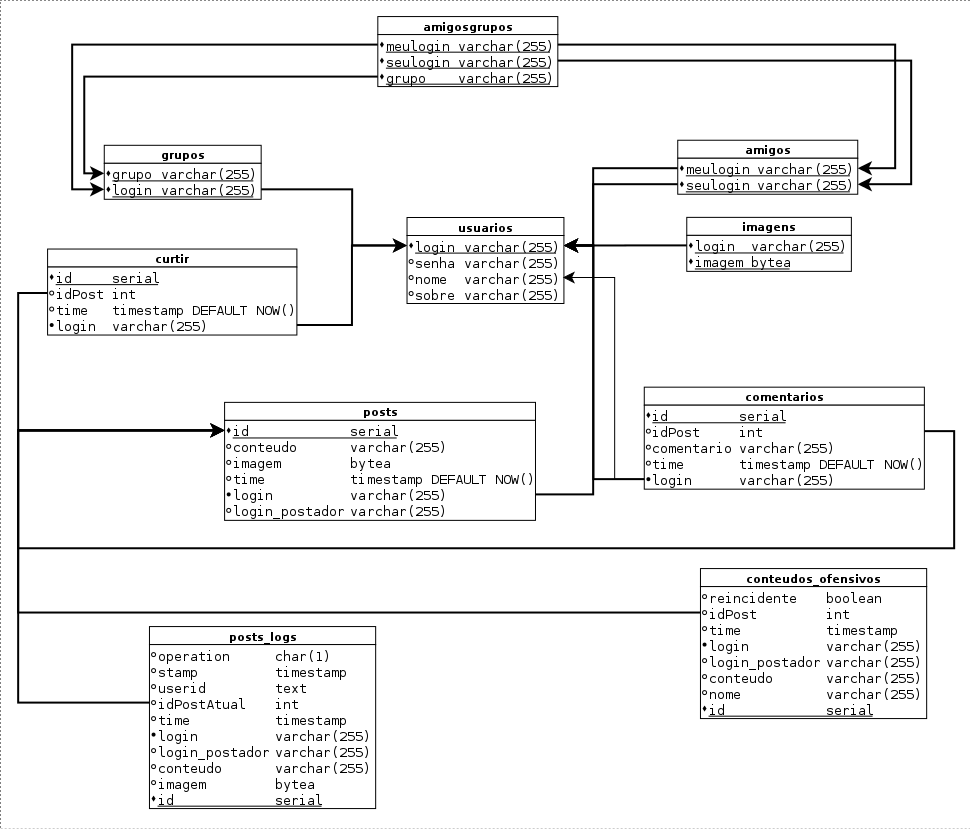 amigosgrupos
meulogin varchar(255)
seulogin varchar(255)
grupo varchar(255)
grupos
grupo varchar(255)
login varchar(255)
amigos
meulogin varchar(255)
seulogin varchar(255)
usuarios
login varchar(255)
senha varchar(255)
nome varchar(255)
sobre varchar(255)
imagens
login varchar(255)
imagem bytea
curtir
id serial
idPost int
time timestamp DEFAULT NOW()
login varchar(255)
posts
id serial
conteudo varchar(255)
imagem bytea
time timestamp DEFAULT NOW()
login varchar(255)
login_postador varchar(255)
comentarios
id serial
idPost int
comentario varchar(255)
time timestamp DEFAULT NOW()
login varchar(255)
conteudos_ofensivos
reincidente boolean
idPost int
time timestamp
login varchar(255)
login_postador varchar(255)
conteudo varchar(255)
nome varchar(255)
id serial
posts_logs
operation char(1)
stamp timestamp
userid text
idPostAtual int
time timestamp
login varchar(255)
login_postador varchar(255)
conteudo varchar(255)
imagem bytea
id serial